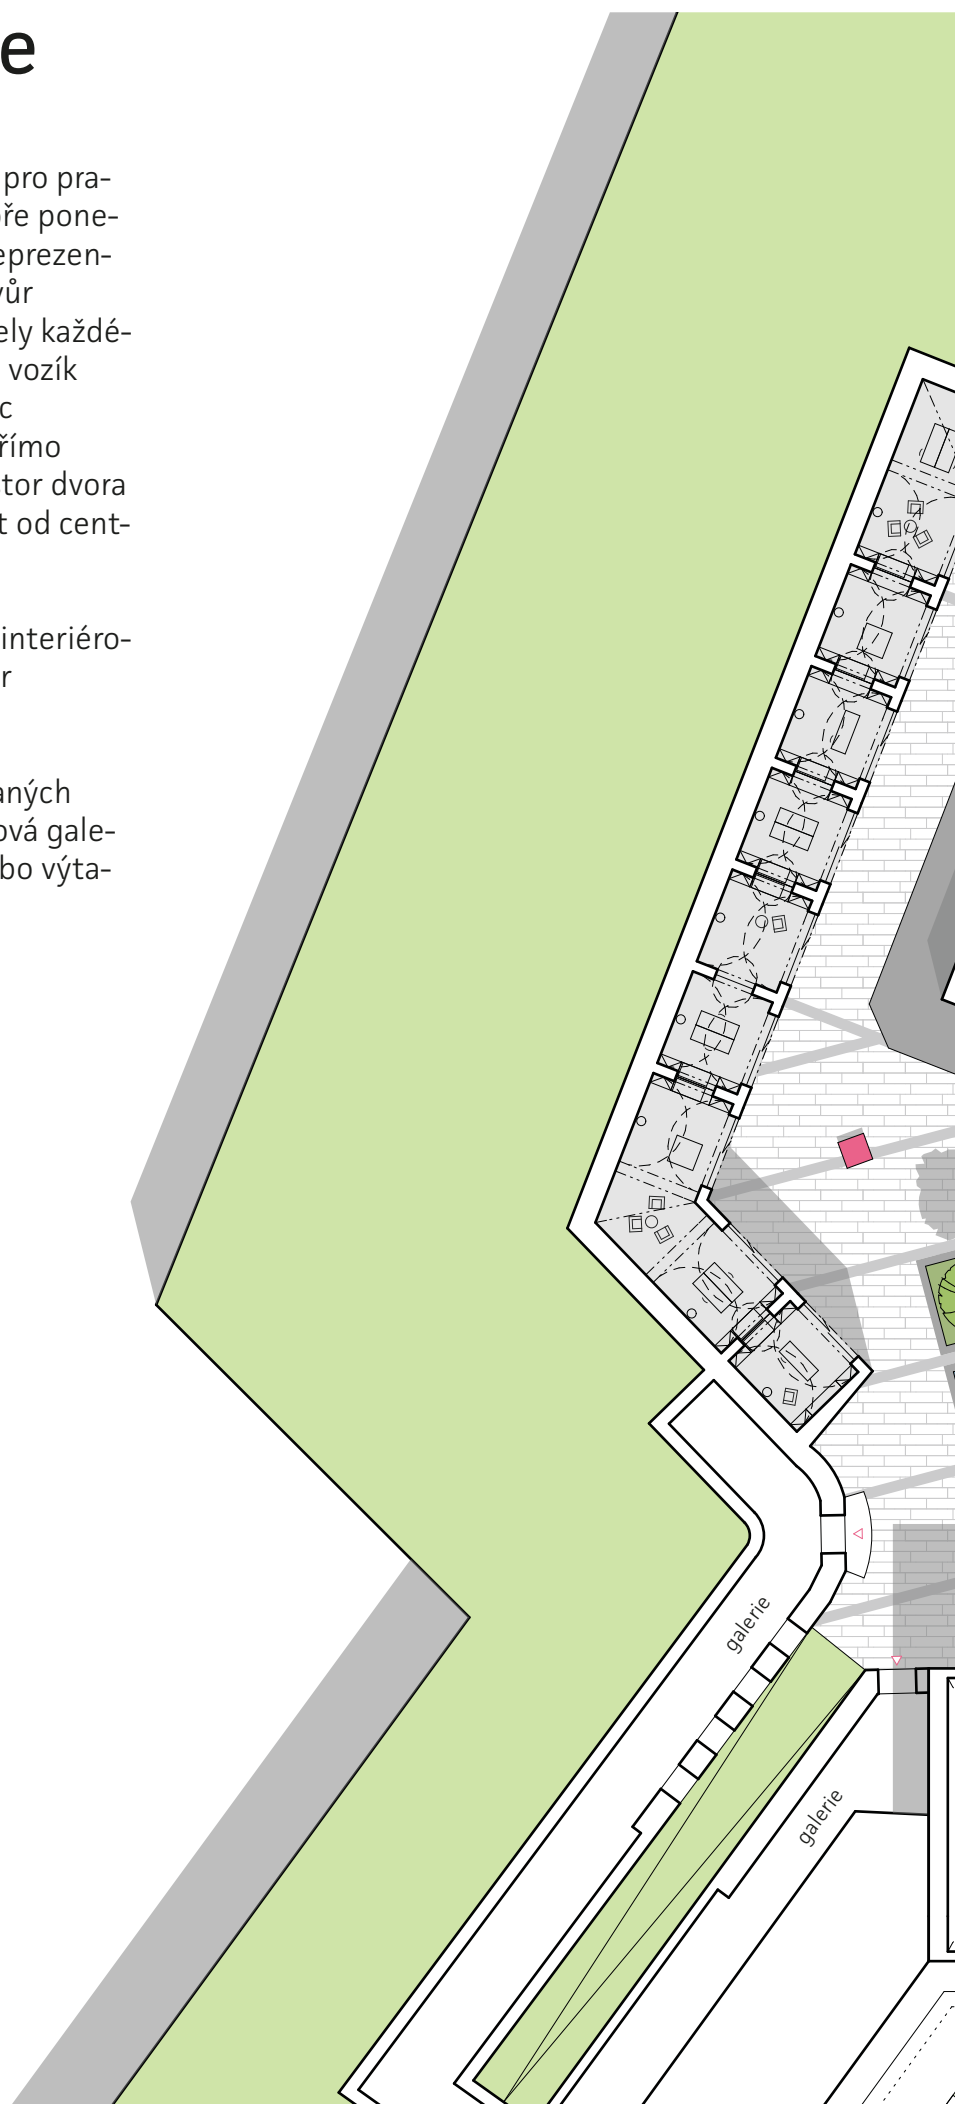 e
pro pra-
ře pone-
eprezen-
vůr
ely každé-
vozík
c
římo
tor dvora
t od cent-
interiéro-
r
aných
ová gale-
bo výta-
galerie
galerie